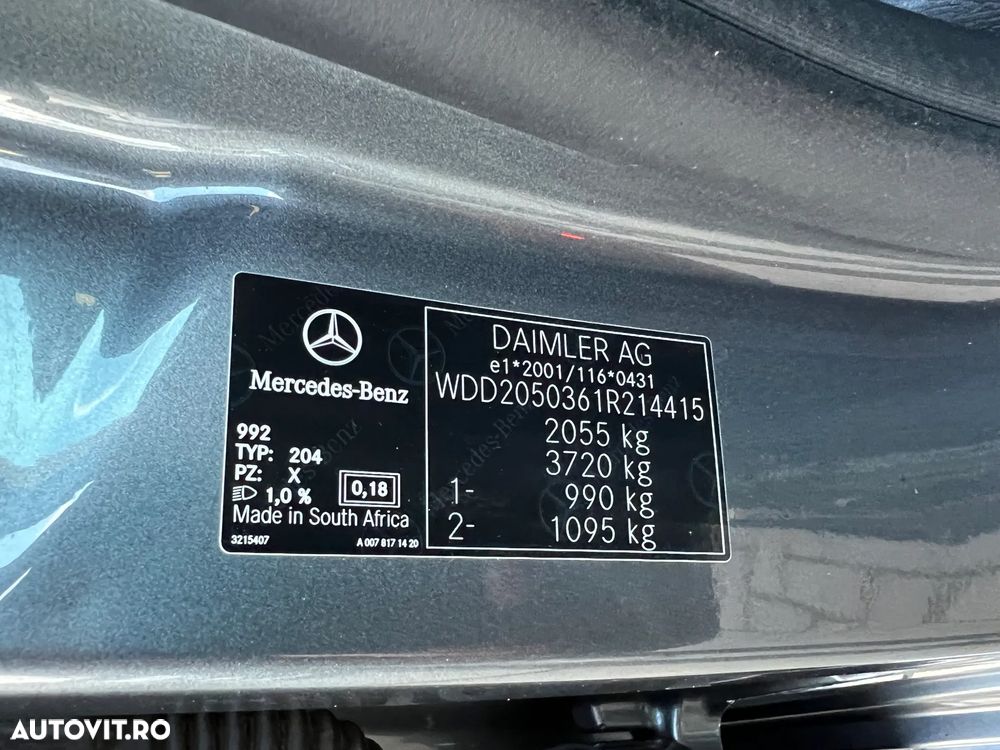 Mercedes-Benz
992
TYP: 204
PZ: X
1,0 %
0,18
Made in South Africa
3215407
A 007 817 14 20
DAIMLER AG
e1*2001/116*0431
WDD2050361R214415
2055 kg
3720 kg
1- 990 kg
2- 1095 kg
AUTOVIT.RO